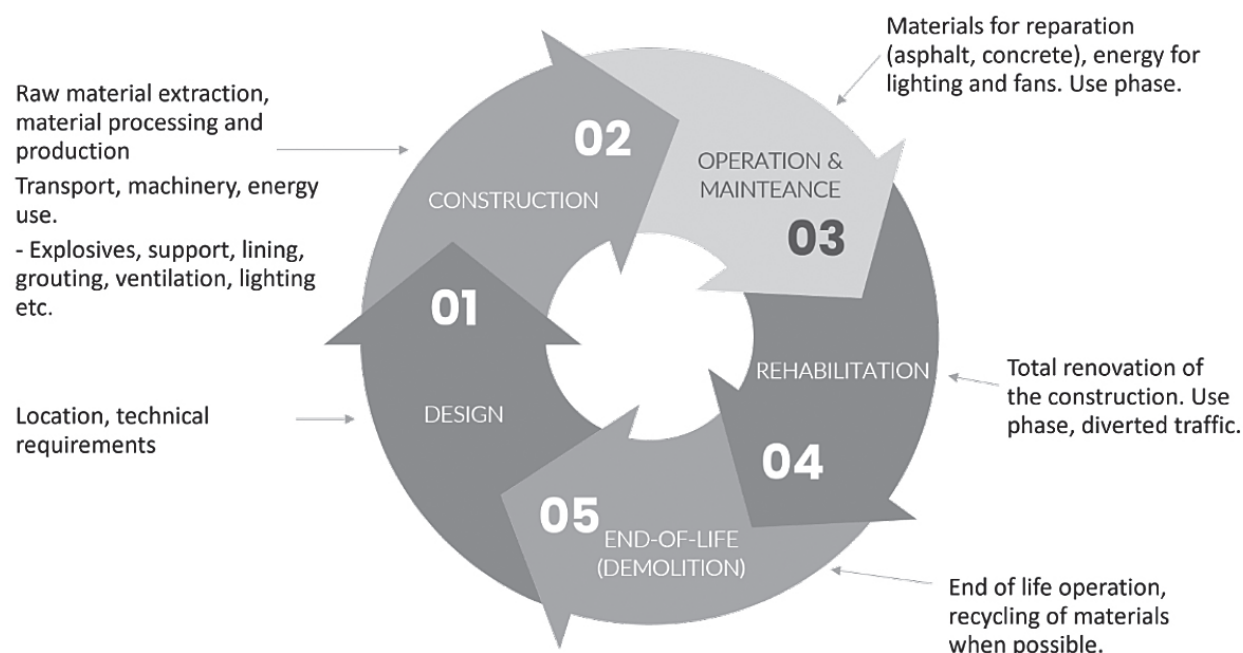 Materials for reparation
(asphalt, concrete), energy for
lighting and fans. Use phase.
Raw material extraction,
material processing and
production
Transport, machinery, energy
use.
- Explosives, support, lining,
grouting, ventilation, lighting
etc.
02
CONSTRUCTION
OPERATION &
MAINTEANCE
03
01
DESIGN
Location, technical
requirements
REHABILITATION
04
Total renovation of
the construction. Use
phase, diverted traffic.
05
END-OF-LIFE
(DEMOLITION)
End of life operation,
recycling of materials
when possible.